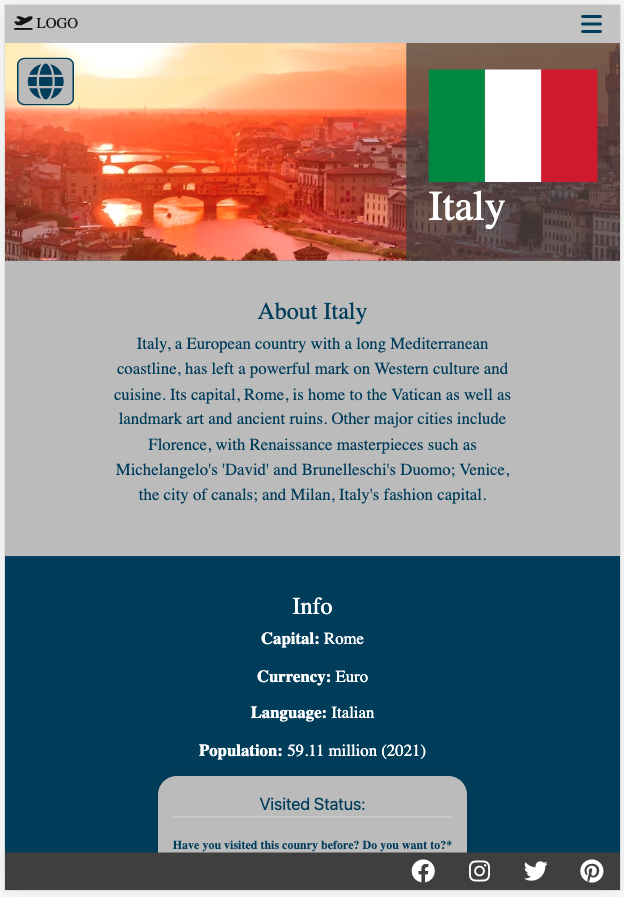 LOGO
Italy
About Italy
Italy, a European country with a long Mediterranean
coastline, has left a powerful mark on Western culture and
cuisine. Its capital, Rome, is home to the Vatican as well as
landmark art and ancient ruins. Other major cities include
Florence, with Renaissance masterpieces such as
Michelangelo's 'David' and Brunelleschi's Duomo; Venice,
the city of canals; and Milan, Italy's fashion capital.
Info
Capital: Rome
Currency: Euro
Language: Italian
Population: 59.11 million (2021)
Visited Status:
Have you visited this counry before? Do you want to?*